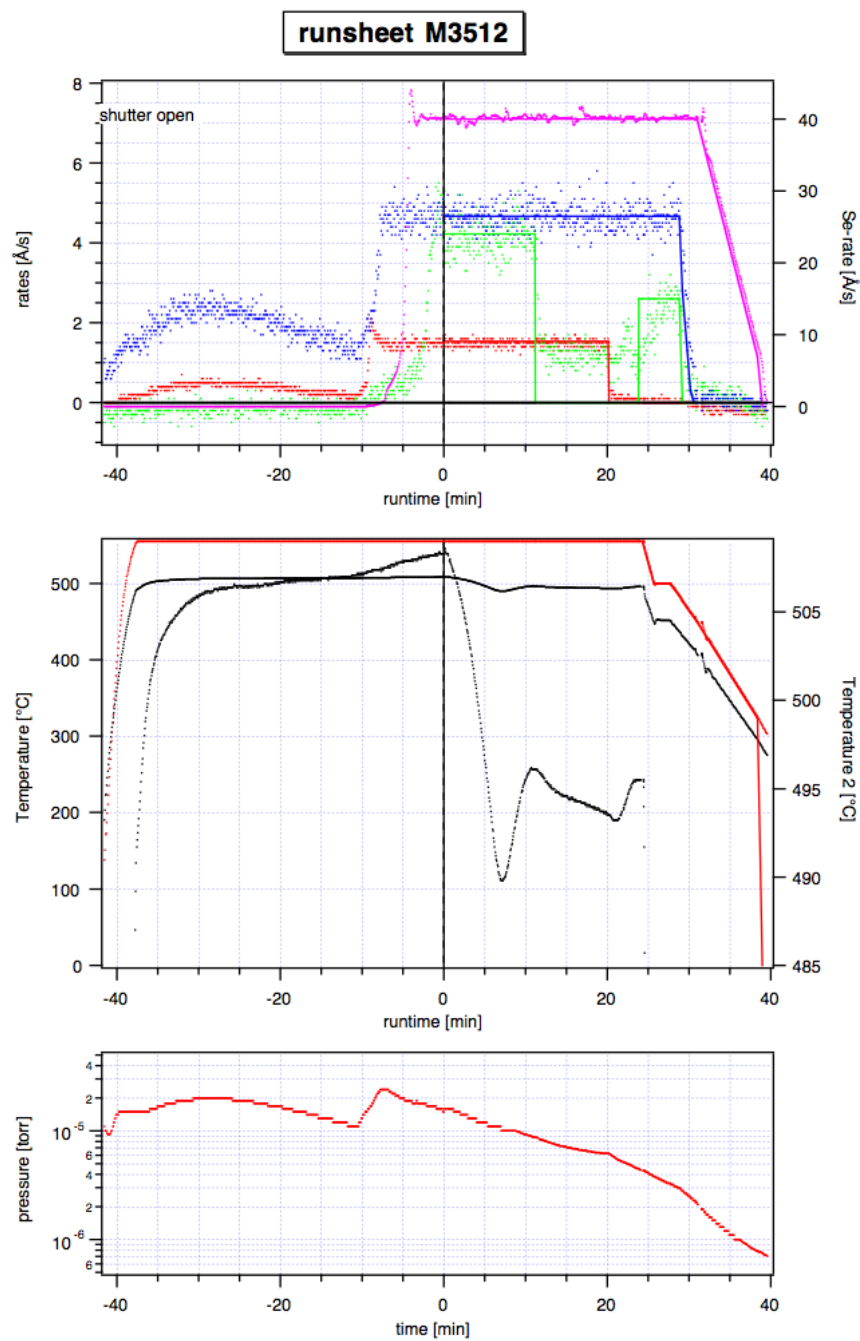 runsheet M3512
8
6
4
2
0
rates [Å/s]
shutter open
40
30
20
10
0
Se-rate [Å/s]
-40 -20 0 20 40
runtime [min]
500
400
300
200
100
0
Temperature [°C]
505
500
495
490
485
Temperature 2 [°C]
-40 -20 0 20 40
runtime [min]
4
2
10⁻⁵
6
4
2
10⁻⁶
6
pressure [torr]
-40 -20 0 20 40
time [min]